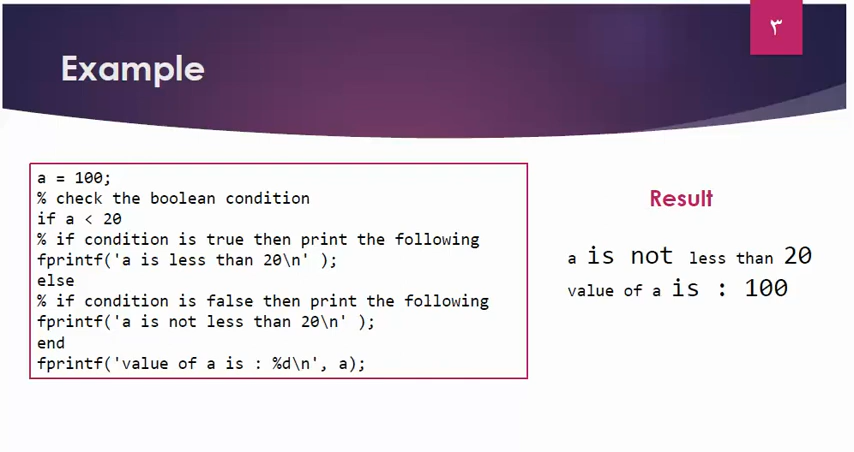 ٣
Example
a = 100;
% check the boolean condition
if a < 20
% if condition is true then print the following
fprintf('a is less than 20\n' );
else
% if condition is false then print the following
fprintf('a is not less than 20\n' );
end
fprintf('value of a is : %d\n', a);
Result
a is not less than 20
value of a is : 100